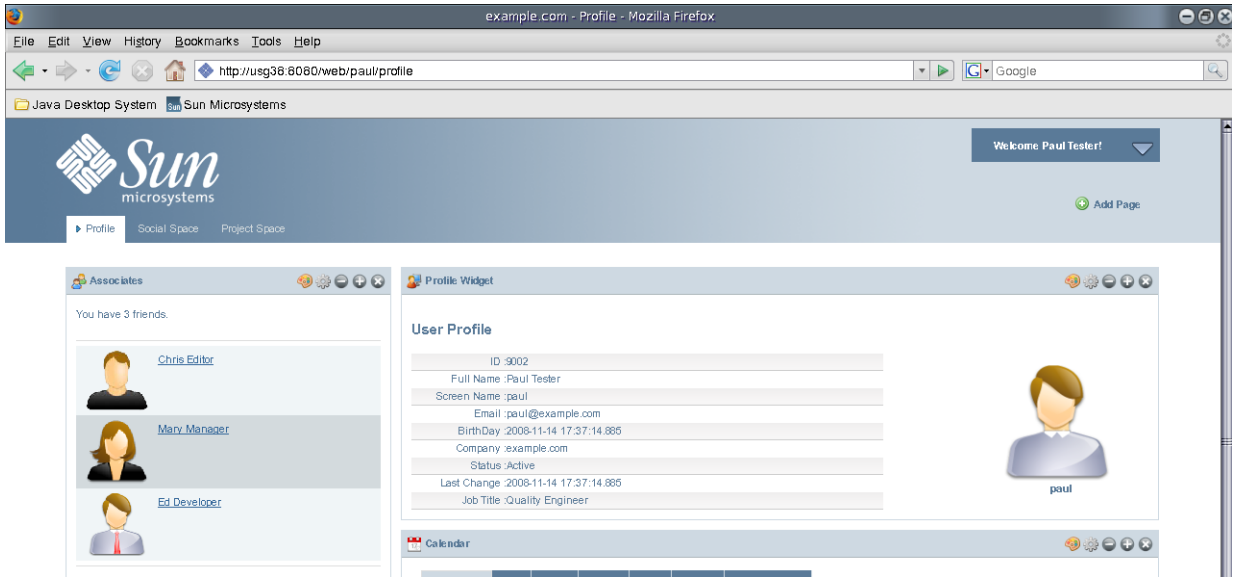 example.com - Profile - Mozilla Firefox
File Edit View History Bookmarks Tools Help
http://usg38:8080/web/paul/profile
G Google
Java Desktop System Sun Sun Microsystems
Sun
microsystems
Welcome Paul Tester!
Add Page
Profile Social Space Project Space
Associates
You have 3 friends.
Chris Editor
Mary Manager
Ed Developer
Profile Widget
User Profile
ID :9002
Full Name :Paul Tester
Screen Name :paul
Email :paul@example.com
BirthDay :2008-11-14 17:37:14.885
Company :example.com
Status :Active
Last Change :2008-11-14 17:37:14.885
Job Title :Quality Engineer
paul
Calendar